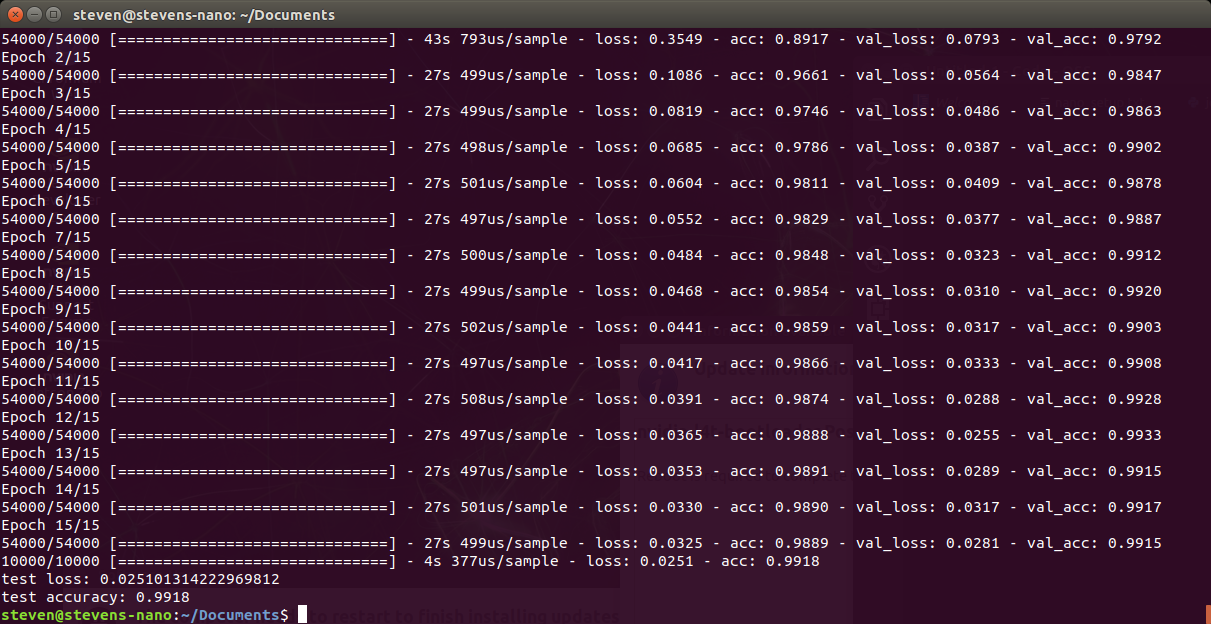 steven@stevens-nano: ~/Documents
54000/54000 [==============================] - 43s 793us/sample - loss: 0.3549 - acc: 0.8917 - val_loss: 0.0793 - val_acc: 0.9792
Epoch 2/15
54000/54000 [==============================] - 27s 499us/sample - loss: 0.1086 - acc: 0.9661 - val_loss: 0.0564 - val_acc: 0.9847
Epoch 3/15
54000/54000 [==============================] - 27s 499us/sample - loss: 0.0819 - acc: 0.9746 - val_loss: 0.0486 - val_acc: 0.9863
Epoch 4/15
54000/54000 [==============================] - 27s 498us/sample - loss: 0.0685 - acc: 0.9786 - val_loss: 0.0387 - val_acc: 0.9902
Epoch 5/15
54000/54000 [==============================] - 27s 501us/sample - loss: 0.0604 - acc: 0.9811 - val_loss: 0.0409 - val_acc: 0.9878
Epoch 6/15
54000/54000 [==============================] - 27s 497us/sample - loss: 0.0552 - acc: 0.9829 - val_loss: 0.0377 - val_acc: 0.9887
Epoch 7/15
54000/54000 [==============================] - 27s 500us/sample - loss: 0.0484 - acc: 0.9848 - val_loss: 0.0323 - val_acc: 0.9912
Epoch 8/15
54000/54000 [==============================] - 27s 499us/sample - loss: 0.0468 - acc: 0.9854 - val_loss: 0.0310 - val_acc: 0.9920
Epoch 9/15
54000/54000 [==============================] - 27s 502us/sample - loss: 0.0441 - acc: 0.9859 - val_loss: 0.0317 - val_acc: 0.9903
Epoch 10/15
54000/54000 [==============================] - 27s 497us/sample - loss: 0.0417 - acc: 0.9866 - val_loss: 0.0333 - val_acc: 0.9908
Epoch 11/15
54000/54000 [==============================] - 27s 508us/sample - loss: 0.0391 - acc: 0.9874 - val_loss: 0.0288 - val_acc: 0.9928
Epoch 12/15
54000/54000 [==============================] - 27s 497us/sample - loss: 0.0365 - acc: 0.9888 - val_loss: 0.0255 - val_acc: 0.9933
Epoch 13/15
54000/54000 [==============================] - 27s 497us/sample - loss: 0.0353 - acc: 0.9891 - val_loss: 0.0289 - val_acc: 0.9915
Epoch 14/15
54000/54000 [==============================] - 27s 501us/sample - loss: 0.0330 - acc: 0.9890 - val_loss: 0.0317 - val_acc: 0.9917
Epoch 15/15
54000/54000 [==============================] - 27s 499us/sample - loss: 0.0325 - acc: 0.9889 - val_loss: 0.0281 - val_acc: 0.9915
10000/10000 [==============================] - 4s 377us/sample - loss: 0.0251 - acc: 0.9918
test loss: 0.025101314222969812
test accuracy: 0.9918
steven@stevens-nano:~/Documents$ to restart to finish installing updates